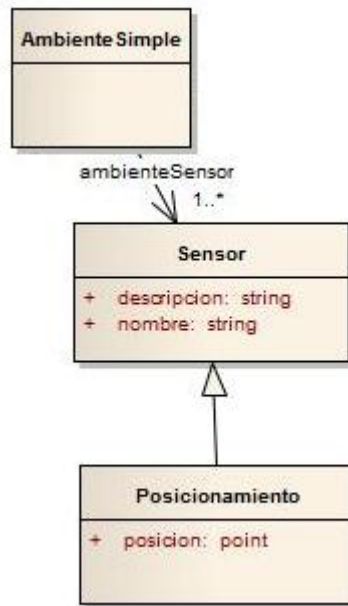 AmbienteSimple
ambienteSensor
1..*
Sensor
+ descripcion: string
+ nombre: string
Posicionamiento
+ posicion: point